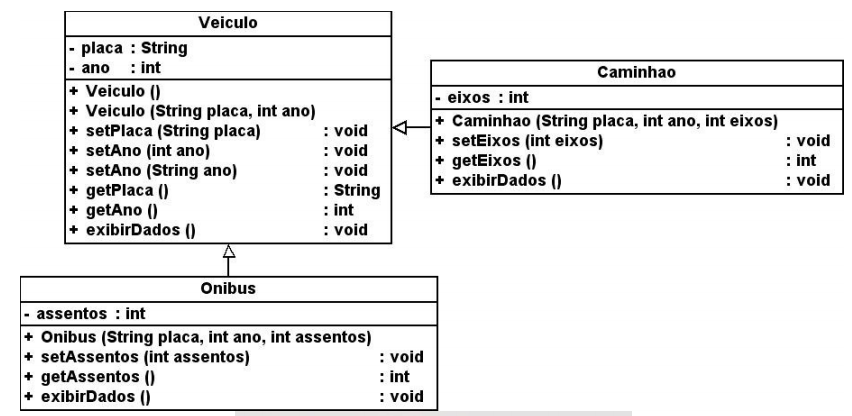 Veiculo
- placa : String
- ano : int
+ Veiculo ()
+ Veiculo (String placa, int ano)
+ setPlaca (String placa) : void
+ setAno (int ano) : void
+ setAno (String ano) : void
+ getPlaca () : String
+ getAno () : int
+ exibirDados () : void
Caminhao
- eixos : int
+ Caminhao (String placa, int ano, int eixos)
+ setEixos (int eixos) : void
+ getEixos () : int
+ exibirDados () : void
Onibus
- assentos : int
+ Onibus (String placa, int ano, int assentos)
+ setAssentos (int assentos) : void
+ getAssentos () : int
+ exibirDados () : void